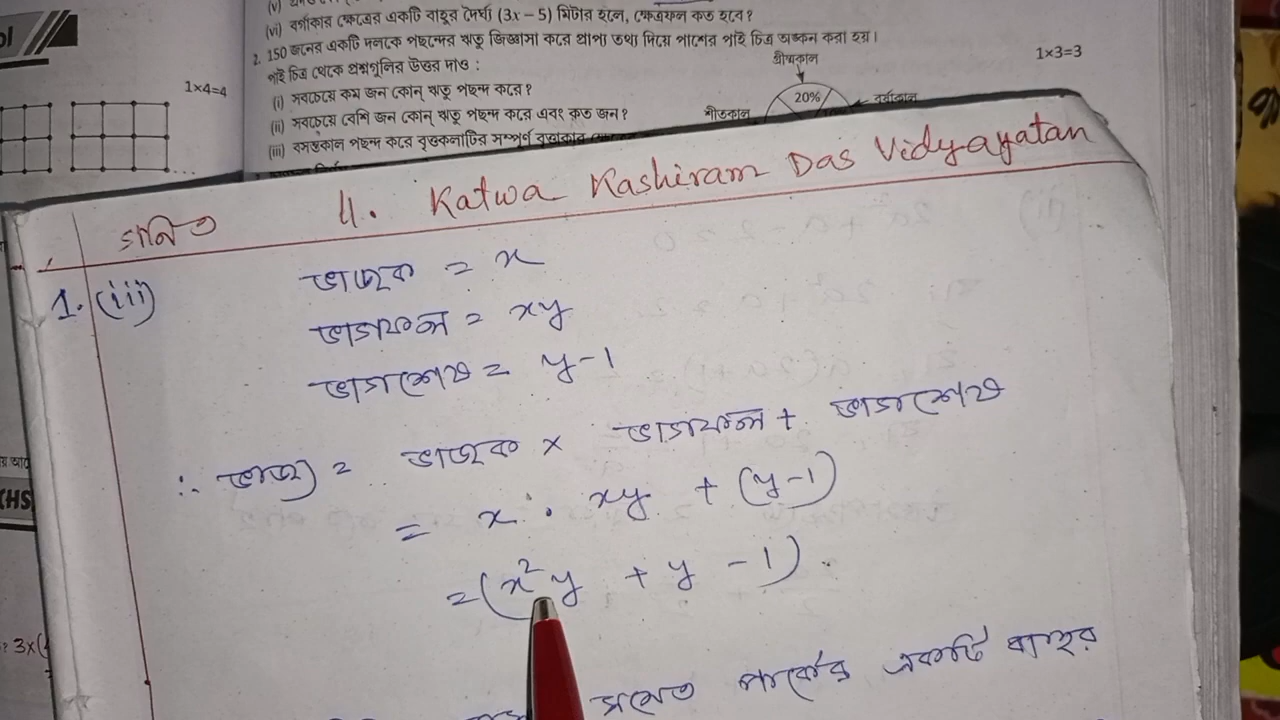 (v)
(vi) বর্গাকার ক্ষেত্রের একটি বাহুর দৈর্ঘ্য (3x – 5) মিটার হলে, ক্ষেত্রফল কত হবে?
2. 150 জনের একটি দলকে পছন্দের ঋতু জিজ্ঞাসা করে প্রাপ্য তথ্য দিয়ে পাশের পাই চিত্র অঙ্কন করা হয়।
পাই চিত্র থেকে প্রশ্নগুলির উত্তর দাও :
1×3=3
(i) সবচেয়ে কম জন কোন্ ঋতু পছন্দ করে?
(ii) সবচেয়ে বেশি জন কোন্ ঋতু পছন্দ করে এবং কত জন?
(iii) বসন্তকাল পছন্দ করে বৃত্তকলাটির সম্পূর্ণ বৃত্তাকার
গ্রীষ্মকাল
20%
বর্ষাকাল
শীতকাল
1×4=4
গণিত
4. Katwa Kashiram Das Vidyayatan
1. (iii)
ভাজক = x
ভাগফল = xy
ভাগশেষ = y-1
∴ ভাজ্য = ভাজক × ভাগফল + ভাগশেষ
= x . xy + (y-1)
= (x²y + y - 1)
পার্কের একটি বাহুর
(HS
3x(